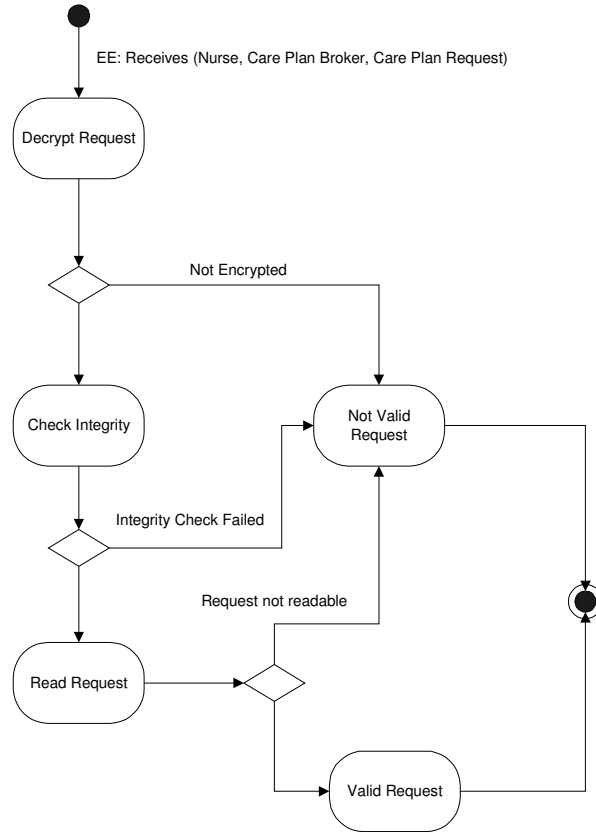 EE: Receives (Nurse, Care Plan Broker, Care Plan Request)
Decrypt Request
Not Encrypted
Check Integrity
Not Valid
Request
Integrity Check Failed
Request not readable
Read Request
Valid Request